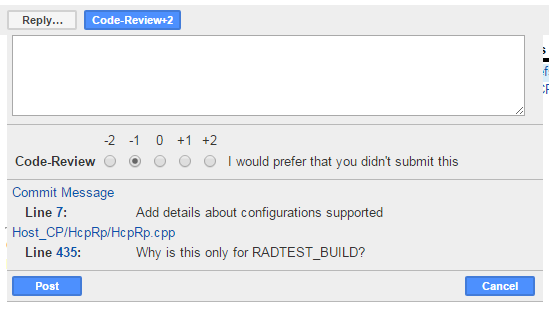 Reply...
Code-Review+2
-2 -1 0 +1 +2
Code-Review I would prefer that you didn't submit this
Commit Message
Line 7: Add details about configurations supported
Host_CP/HcpRp/HcpRp.cpp
Line 435: Why is this only for RADTEST_BUILD?
Post Cancel